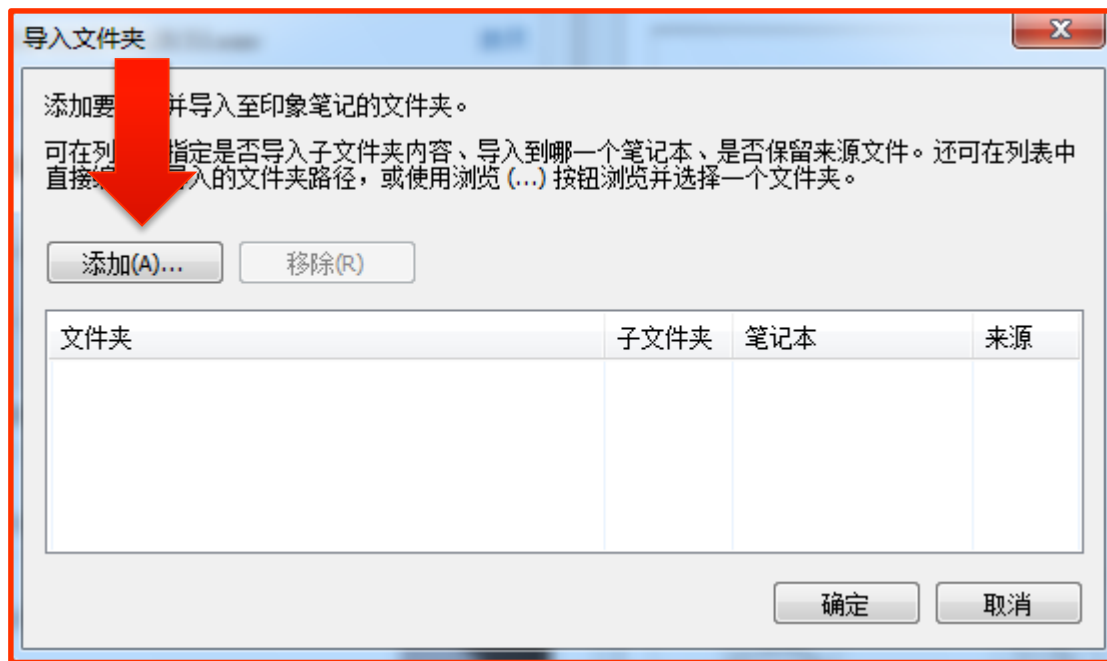 导入文件夹
添加要 并导入至印象笔记的文件夹。
可在列 指定是否导入子文件夹内容、导入到哪一个笔记本、是否保留来源文件。还可在列表中
直接编 导入的文件夹路径，或使用浏览 (...) 按钮浏览并选择一个文件夹。
添加(A)... 移除(R)
文件夹 子文件夹 笔记本 来源
确定 取消